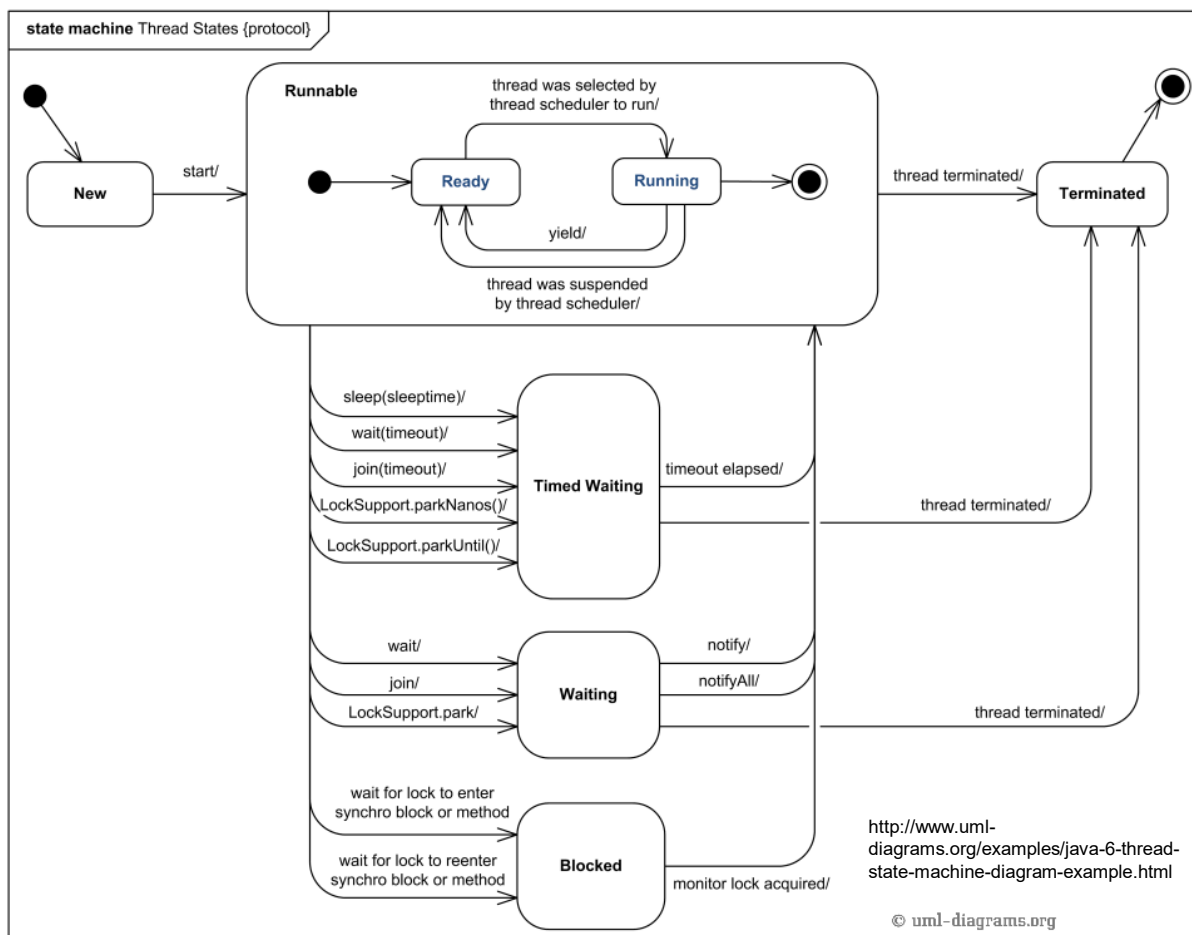 state machine Thread States {protocol}
Runnable
thread was selected by
thread scheduler to run/
New
start/
Ready
Running
thread terminated/
Terminated
yield/
thread was suspended
by thread scheduler/
sleep(sleeptime)/
wait(timeout)/
join(timeout)/
LockSupport.parkNanos()/
LockSupport.parkUntil()/
Timed Waiting
timeout elapsed/
thread terminated/
wait/
join/
LockSupport.park/
Waiting
notify/
notifyAll/
thread terminated/
wait for lock to enter
synchro block or method
wait for lock to reenter
synchro block or method
Blocked
monitor lock acquired/
http://www.uml-
diagrams.org/examples/java-6-thread-
state-machine-diagram-example.html
© uml-diagrams.org